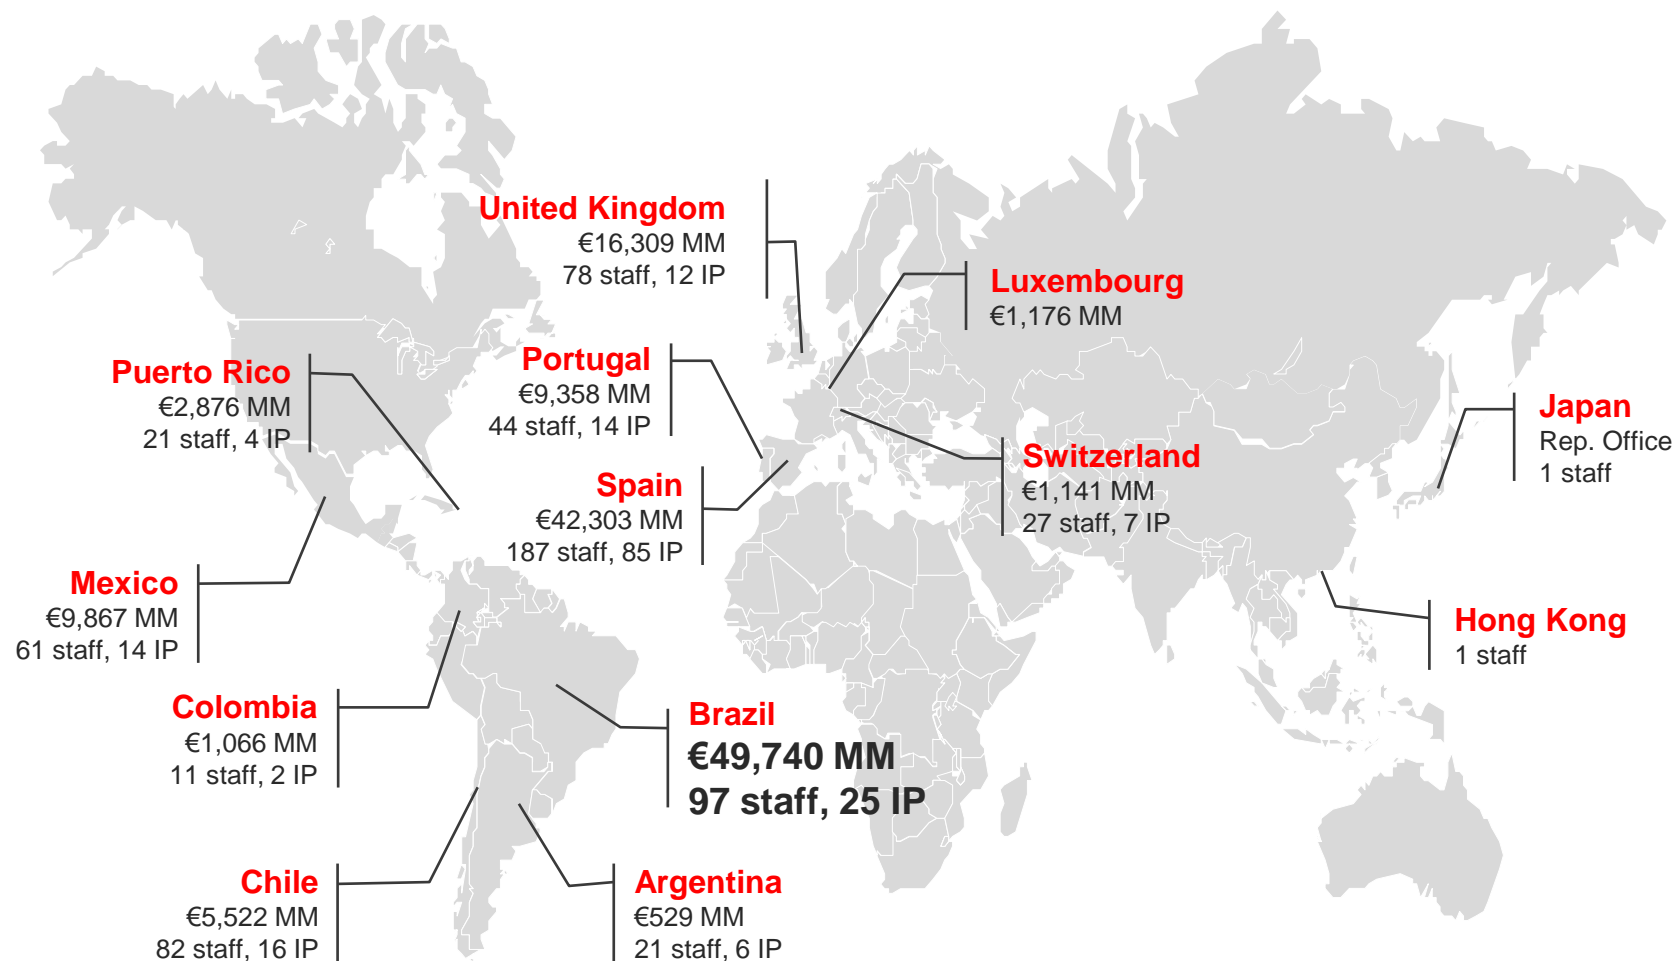 United Kingdom
€16,309 MM
78 staff, 12 IP
Luxembourg
€1,176 MM
Puerto Rico
€2,876 MM
21 staff, 4 IP
Portugal
€9,358 MM
44 staff, 14 IP
Japan
Rep. Office
1 staff
Switzerland
€1,141 MM
27 staff, 7 IP
Spain
€42,303 MM
187 staff, 85 IP
Mexico
€9,867 MM
61 staff, 14 IP
Hong Kong
1 staff
Colombia
€1,066 MM
11 staff, 2 IP
Brazil
€49,740 MM
97 staff, 25 IP
Chile
€5,522 MM
82 staff, 16 IP
Argentina
€529 MM
21 staff, 6 IP